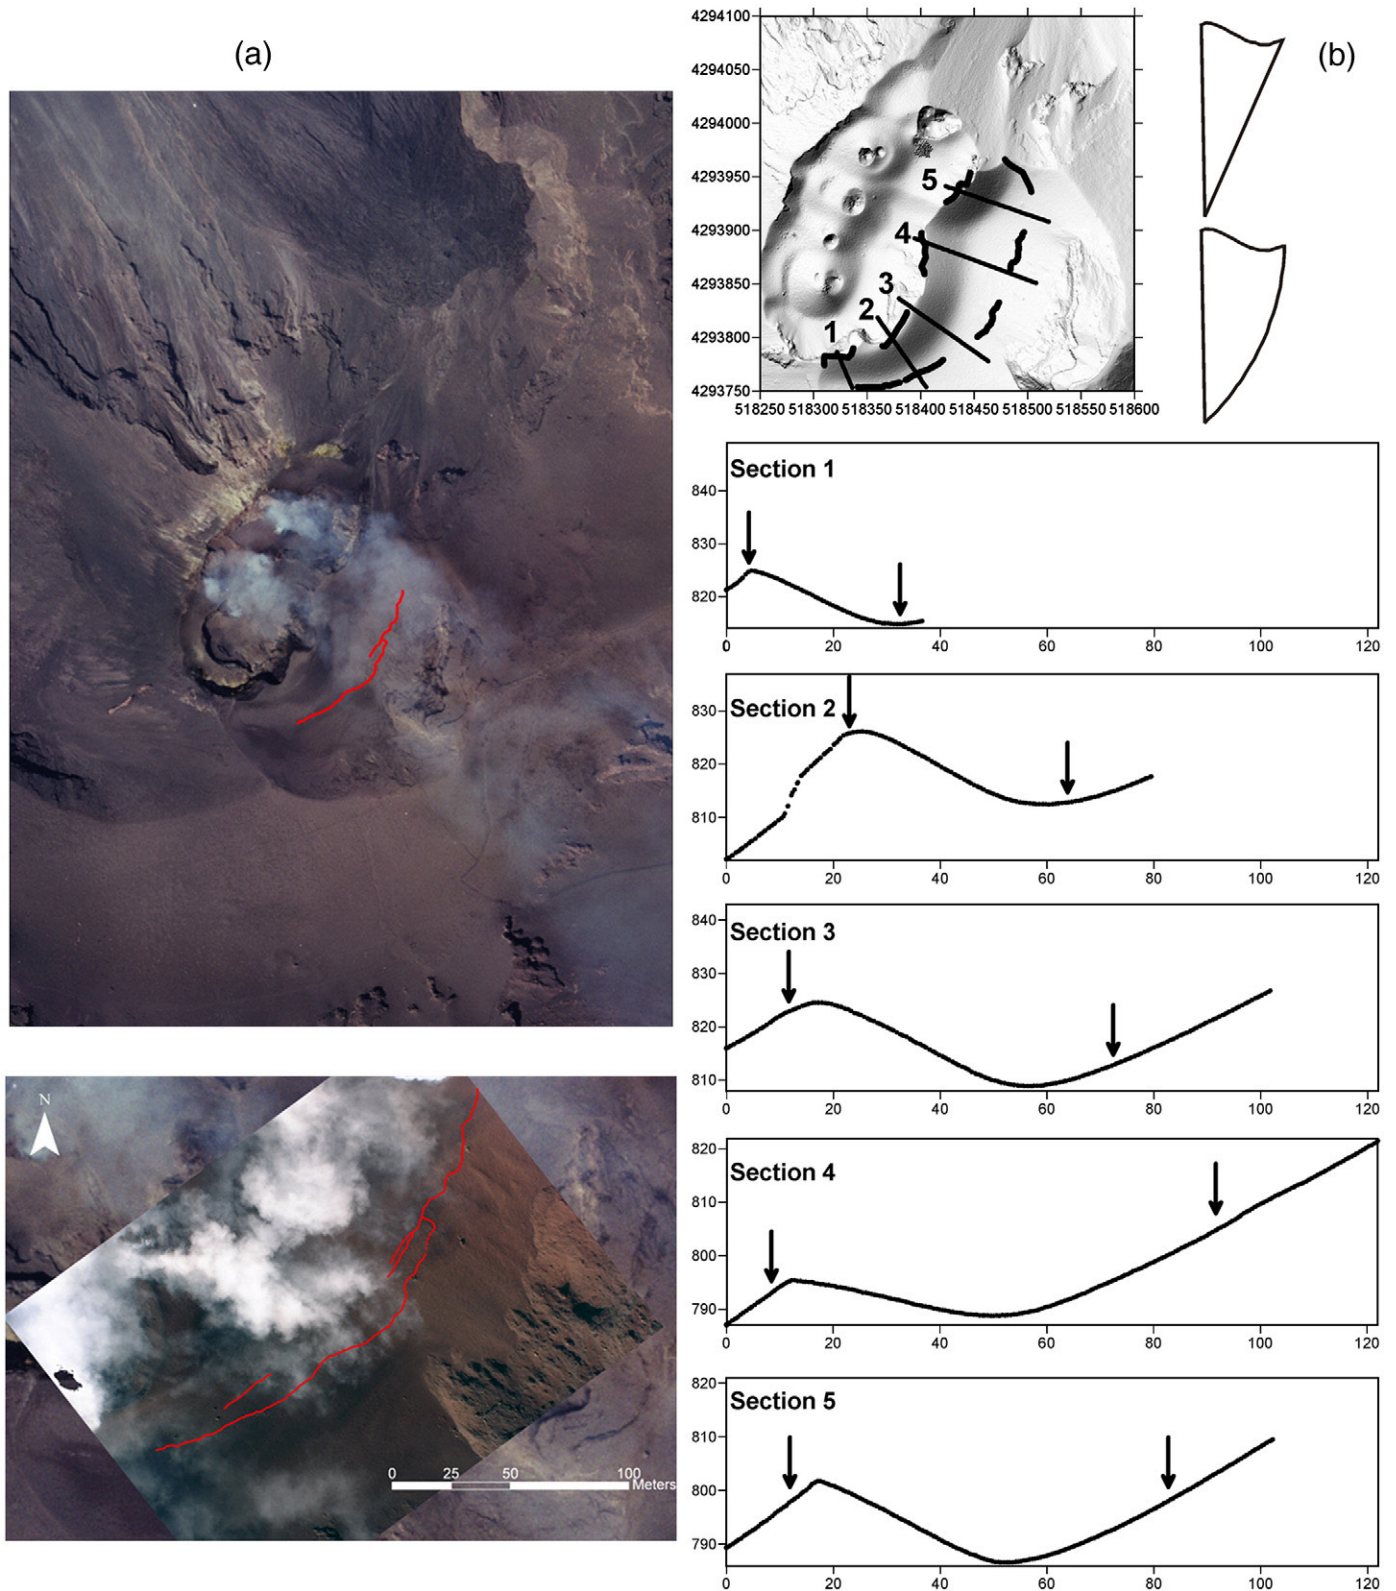 (a)
(b)
4294100
4294050
4294000
4293950
4293900
4293850
4293800
4293750
5
4
3
2
1
518250 518300 518350 518400 518450 518500 518550 518600
Section 1
840
830
820
0 20 40 60 80 100 120
Section 2
830
820
810
0 20 40 60 80 100 120
Section 3
840
830
820
810
0 20 40 60 80 100 120
Section 4
820
810
800
790
0 20 40 60 80 100 120
Section 5
820
810
800
790
0 20 40 60 80 100 120
N
0 25 50 100
Meters